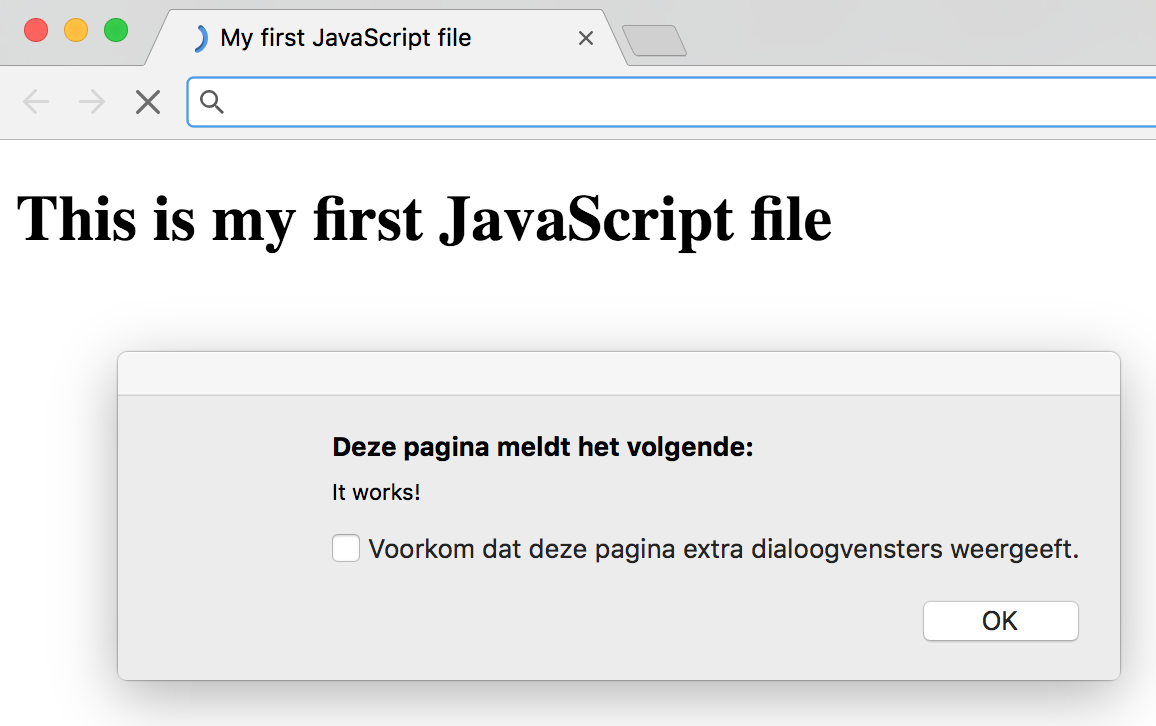 My first JavaScript file
This is my first JavaScript file
Deze pagina meldt het volgende:
It works!
Voorkom dat deze pagina extra dialoogvensters weergeeft.
OK